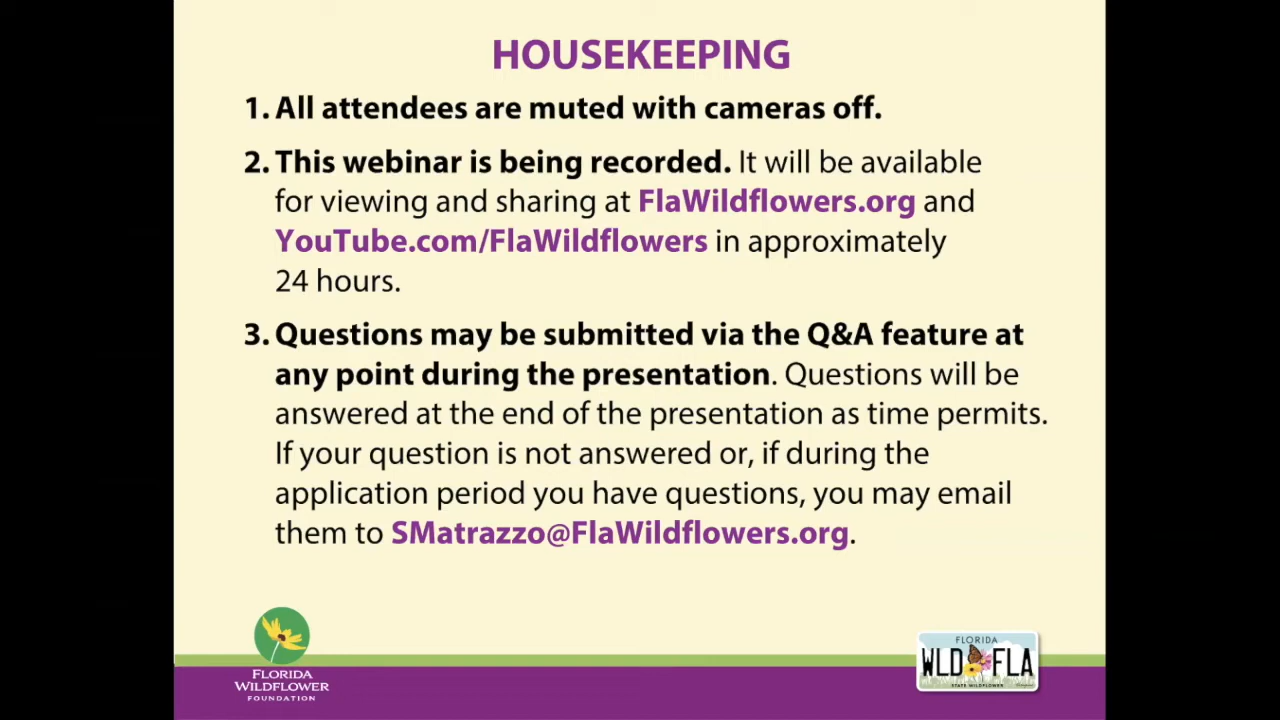 HOUSEKEEPING
1. All attendees are muted with cameras off.
2. This webinar is being recorded. It will be available
for viewing and sharing at FlaWildflowers.org and
YouTube.com/FlaWildflowers in approximately
24 hours.
3. Questions may be submitted via the Q&A feature at
any point during the presentation. Questions will be
answered at the end of the presentation as time permits.
If your question is not answered or, if during the
application period you have questions, you may email
them to SMatrazzo@FlaWildflowers.org.
FLORIDA
WILDFLOWER
FOUNDATION
FLORIDA
WLD FLA
STATE WILDFLOWER